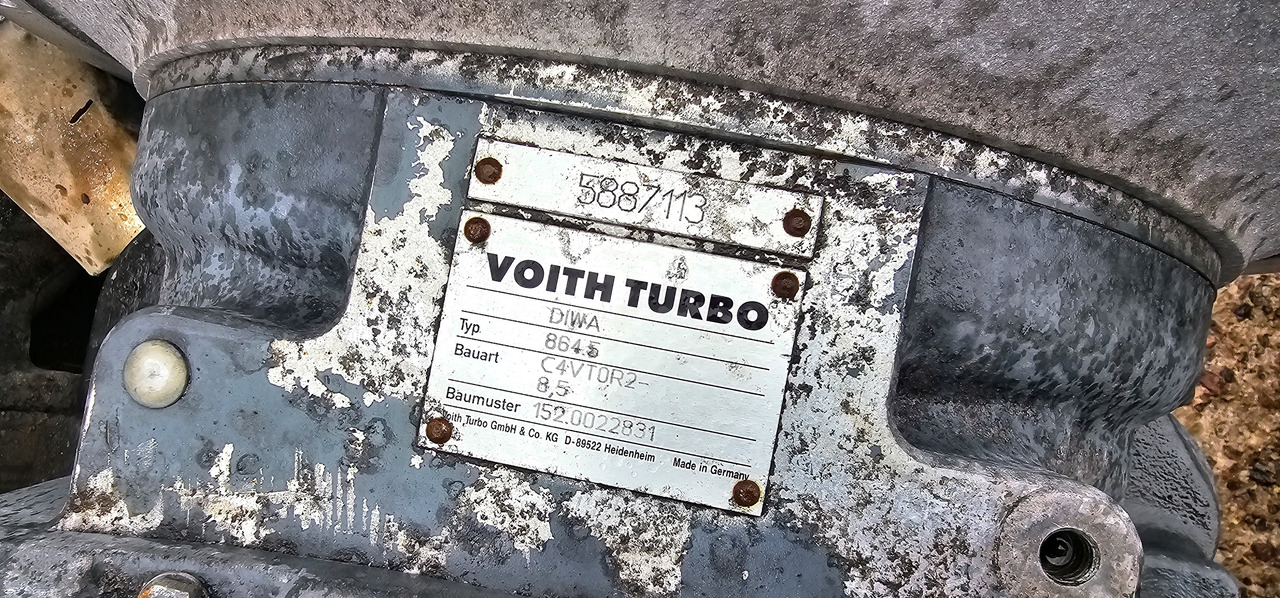 5887113
VOITH TURBO
DIWA
Typ 864.5
Bauart C4VTOR2-
8,5
Baumuster 152.0022831
Voith Turbo GmbH & Co. KG D-89522 Heidenheim Made in Germany